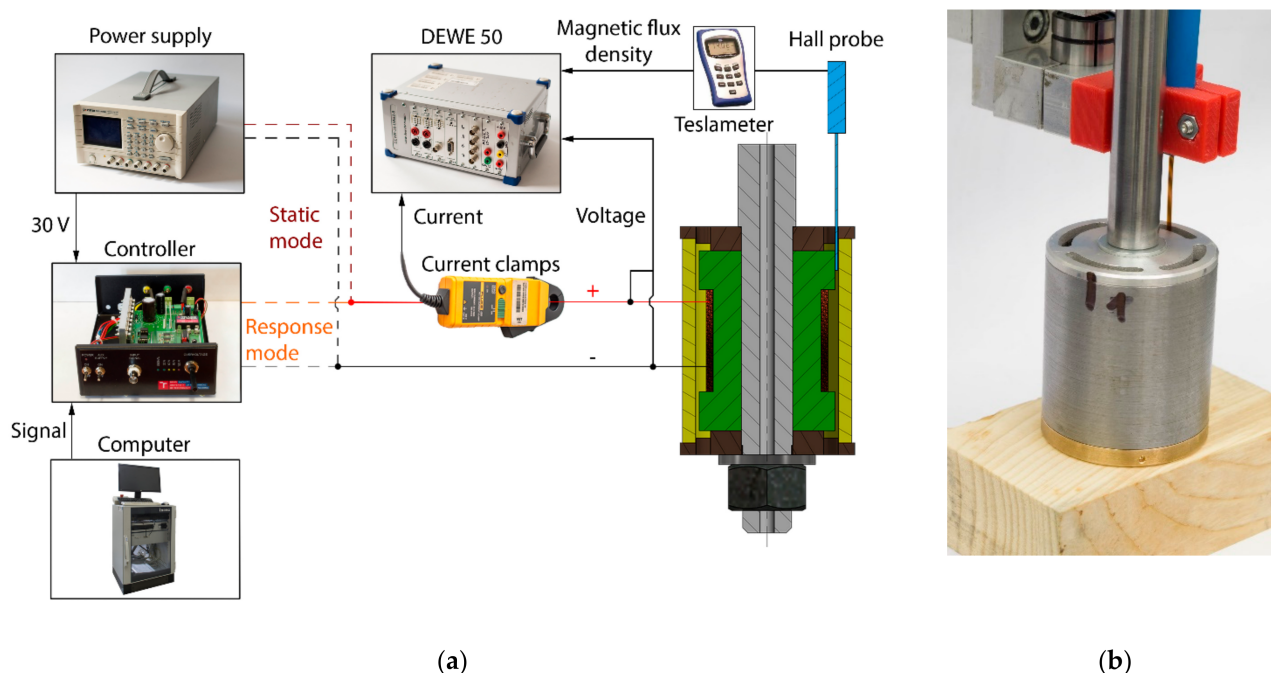 Power supply
DEWE 50
Magnetic flux
density
Hall probe
Teslameter
30 V
Static
mode
Current
Voltage
Controller
Current clamps
+
Response
mode
-
Signal
Computer
(a)
(b)